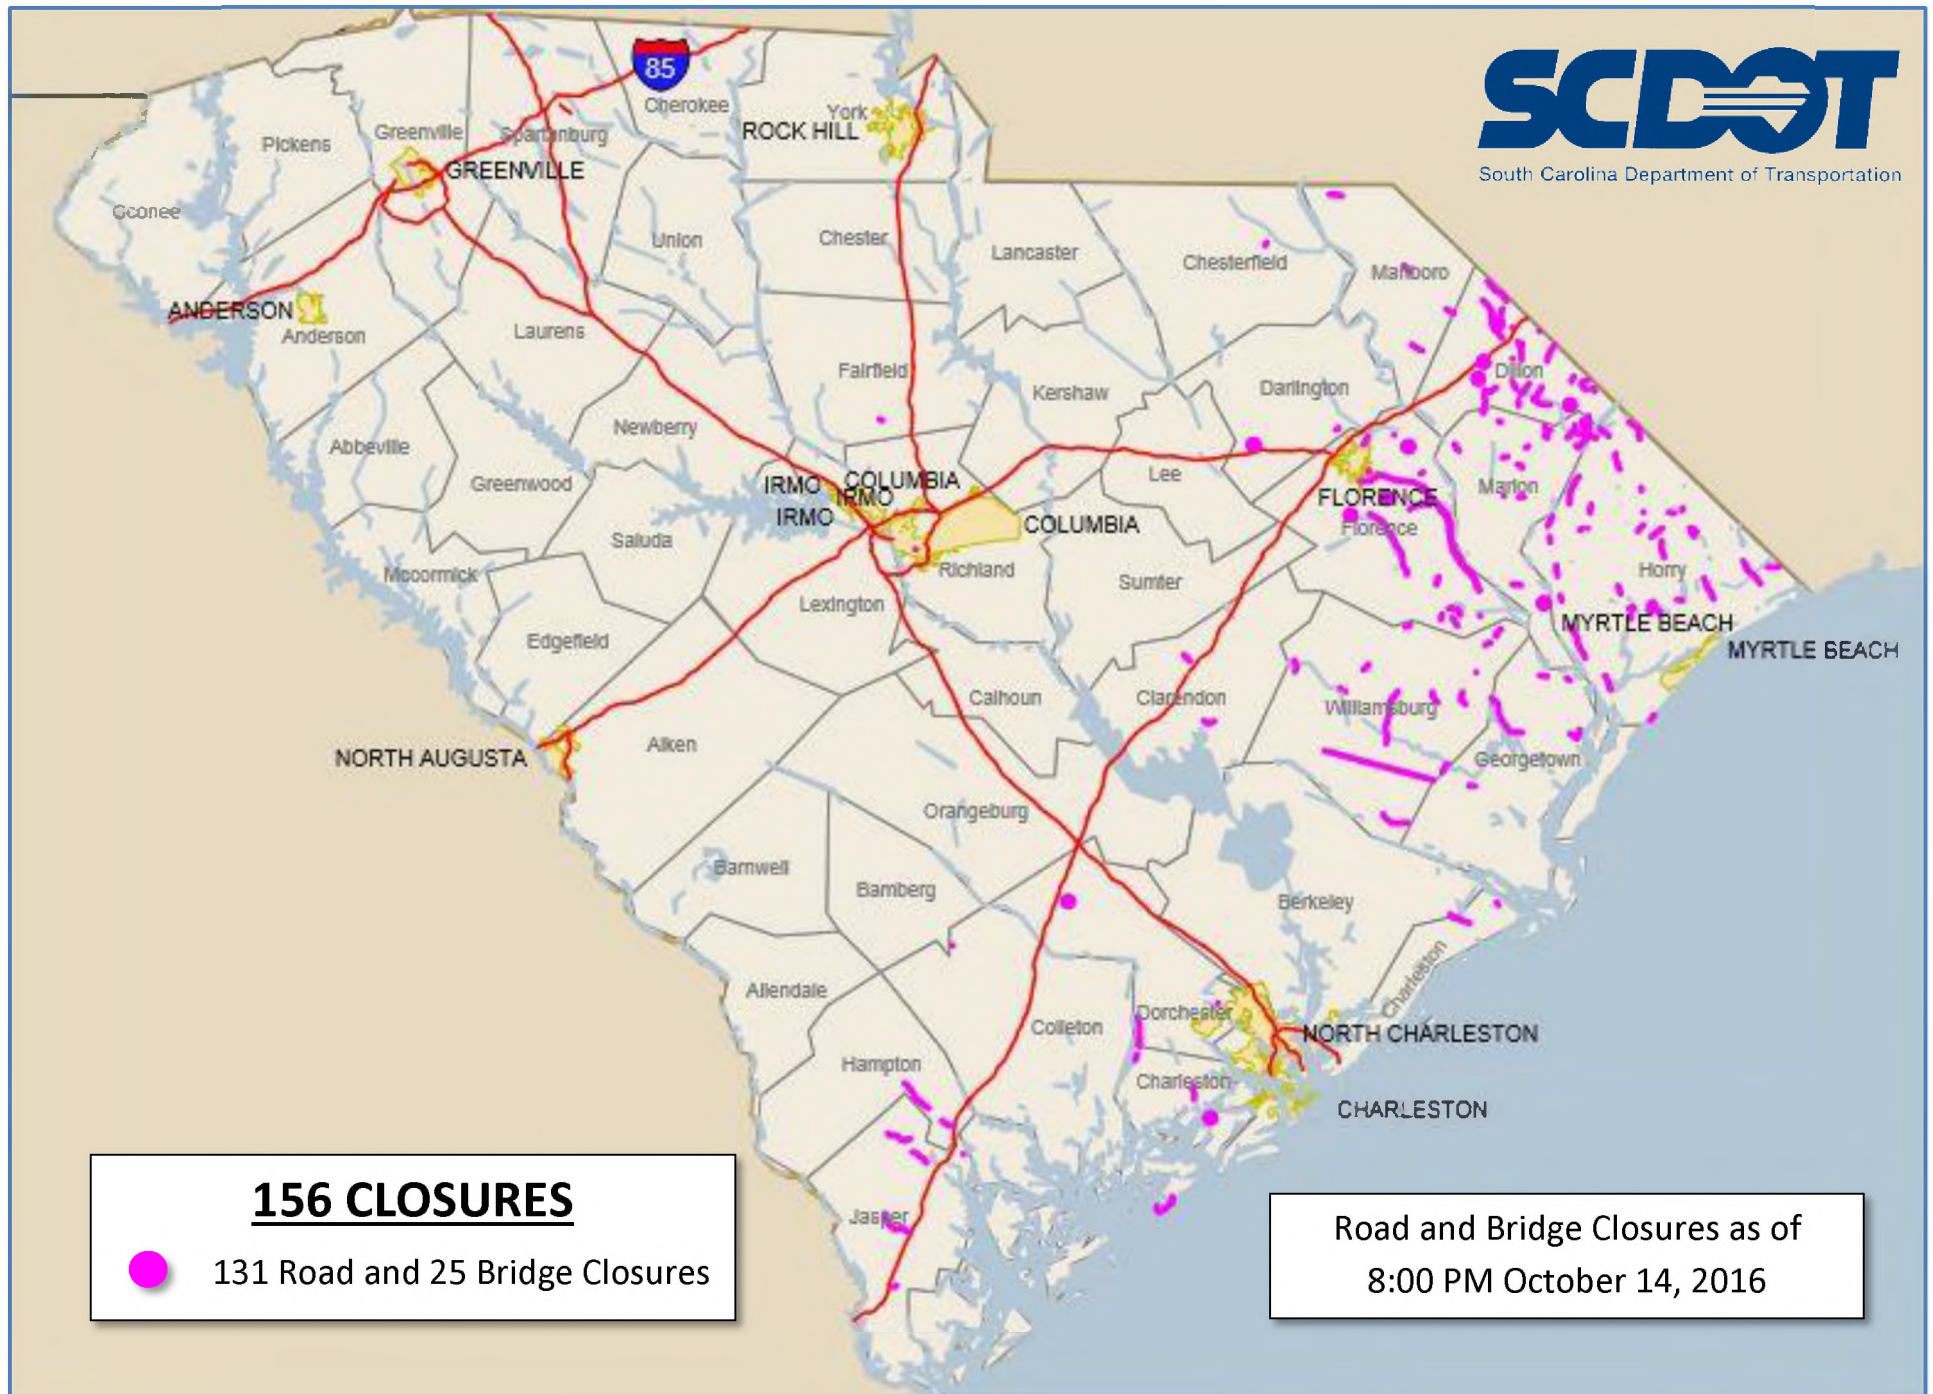 85
SCDOT
South Carolina Department of Transportation
Cherokee
York
ROCK HILL
Greenville
Spartanburg
Pickens
GREENVILLE
Oconee
Union
Chester
Lancaster
Chesterfield
Marlboro
ANDERSON
Anderson
Laurens
Fairfield
Kershaw
Darlington
Dillon
Newberry
Abbeville
Greenwood
IRMO
COLUMBIA
IRMO
IRMO
COLUMBIA
Lee
FLORENCE
Marion
Florence
Saluda
Mccormick
Richland
Sumter
Horry
Lexington
Edgefield
MYRTLE BEACH
MYRTLE BEACH
Calhoun
Clarendon
Williamsburg
Aiken
NORTH AUGUSTA
Georgetown
Orangeburg
Barnwell
Bamberg
Berkeley
Charleston
Allendale
Colleton
Dorchester
NORTH CHARLESTON
Hampton
Charleston
CHARLESTON
Jasper
156 CLOSURES
131 Road and 25 Bridge Closures
Road and Bridge Closures as of
8:00 PM October 14, 2016